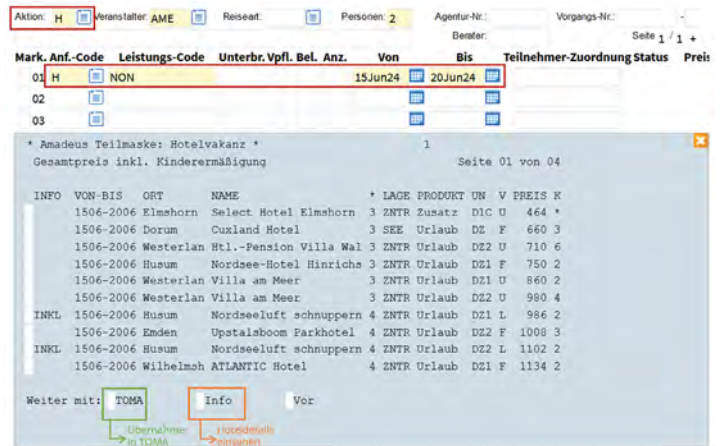 Aktion: H Veranstalter: AME Reiseart: Personen: 2 Agentur-Nr.: Vorgangs-Nr.: -
Berater: Seite 1 / 1 +
Mark. Anf.-Code Leistungs-Code Unterbr. Vpfl. Bel. Anz. Von Bis Teilnehmer-Zuordnung Status Preis
01 H NON 15Jun24 20Jun24
02
03
* Amadeus Teilmaske: Hotelvakanz * 1
Gesamtpreis inkl. Kinderermäßigung Seite 01 von 04
INFO VON-BIS ORT NAME * LAGE PRODUKT UN V PREIS K
1506-2006 Elmshorn Select Hotel Elmshorn 3 ZNTR Zusatz D1C U 464 *
1506-2006 Dorum Cuxland Hotel 3 SEE Urlaub DZ F 660 3
1506-2006 Westerlan Htl.-Pension Villa Wal 3 ZNTR Urlaub DZ2 U 710 6
1506-2006 Husum Nordsee-Hotel Hinrichs 3 ZNTR Urlaub DZ1 F 750 2
1506-2006 Westerlan Villa am Meer 3 ZNTR Urlaub DZ1 U 860 2
1506-2006 Westerlan Villa am Meer 3 ZNTR Urlaub DZ2 U 980 4
INKL 1506-2006 Husum Nordseeluft schnuppern 4 ZNTR Urlaub DZ1 L 986 2
1506-2006 Emden Upstalsboom Parkhotel 4 ZNTR Urlaub DZ2 F 1008 3
INKL 1506-2006 Husum Nordseeluft schnuppern 4 ZNTR Urlaub DZ2 L 1102 2
1506-2006 Wilhelmsh ATLANTIC Hotel 4 ZNTR Urlaub DZ1 F 1134 2
Weiter mit: TOMA Info Vor
Übernahme Hoteldetails
in TOMA einsehen